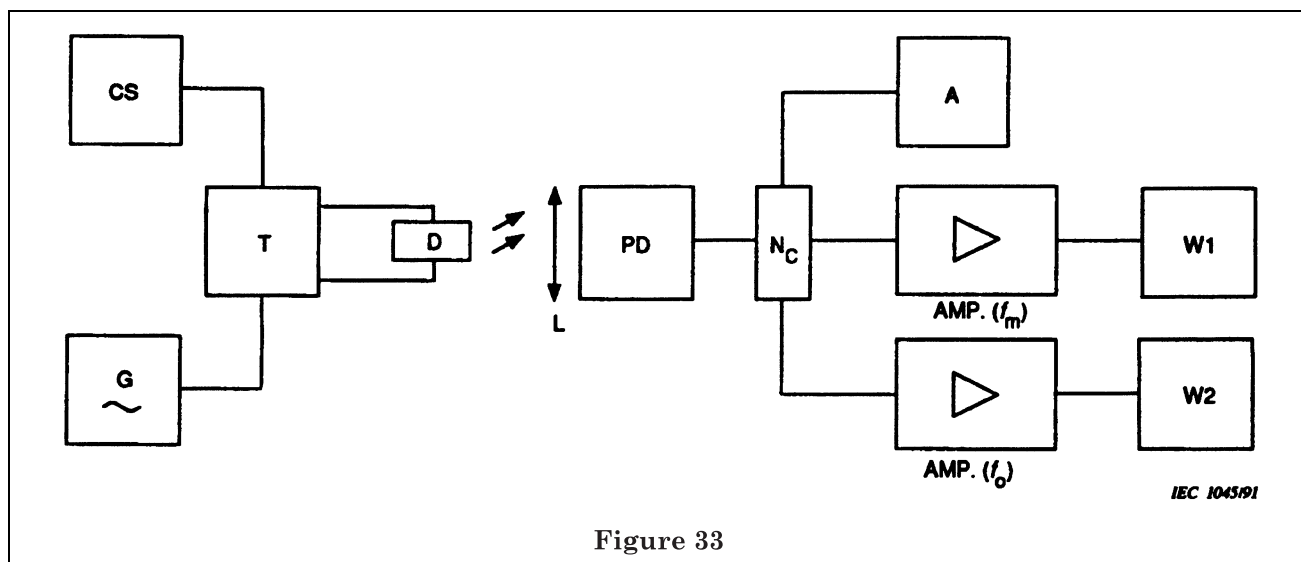 CS
A
T
D
PD
N_C
W1
L
AMP. (f_m)
G
∼
W2
AMP. (f_o)
IEC 1045/91
Figure 33